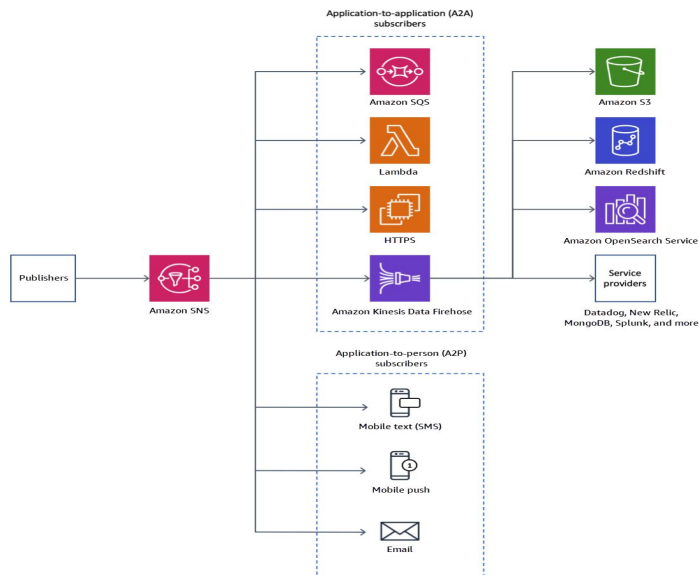 Application-to-application (A2A)
subscribers
Amazon SQS
Amazon S3
Lambda
Amazon Redshift
HTTPS
Amazon OpenSearch Service
Publishers
Amazon SNS
Amazon Kinesis Data Firehose
Service
providers
Datadog, New Relic,
MongoDB, Splunk, and more
Application-to-person (A2P)
subscribers
Mobile text (SMS)
1
Mobile push
Email